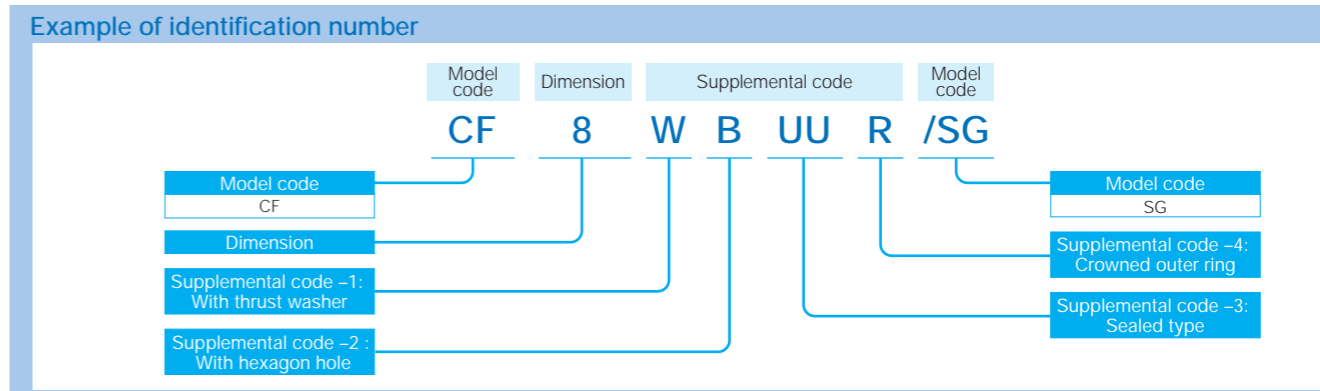 Example of identification number
Model
code
Dimension
Supplemental code
Model
code
CF 8 W B UU R /SG
Model code
CF
Dimension
Supplemental code –1:
With thrust washer
Supplemental code –2 :
With hexagon hole
Model code
SG
Supplemental code –4:
Crowned outer ring
Supplemental code –3:
Sealed type